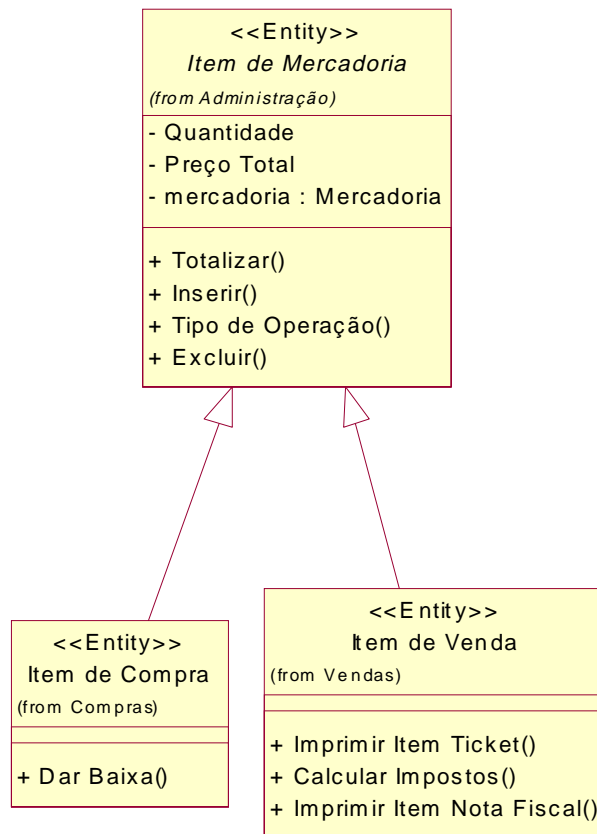 <<Entity>>
Item de Mercadoria
(from Administração)
- Quantidade
- Preço Total
- mercadoria : Mercadoria
+ Totalizar()
+ Inserir()
+ Tipo de Operação()
+ Excluir()
<<Entity>>
Item de Compra
(from Compras)
+ Dar Baixa()
<<Entity>>
Item de Venda
(from Vendas)
+ Imprimir Item Ticket()
+ Calcular Impostos()
+ Imprimir Item Nota Fiscal()